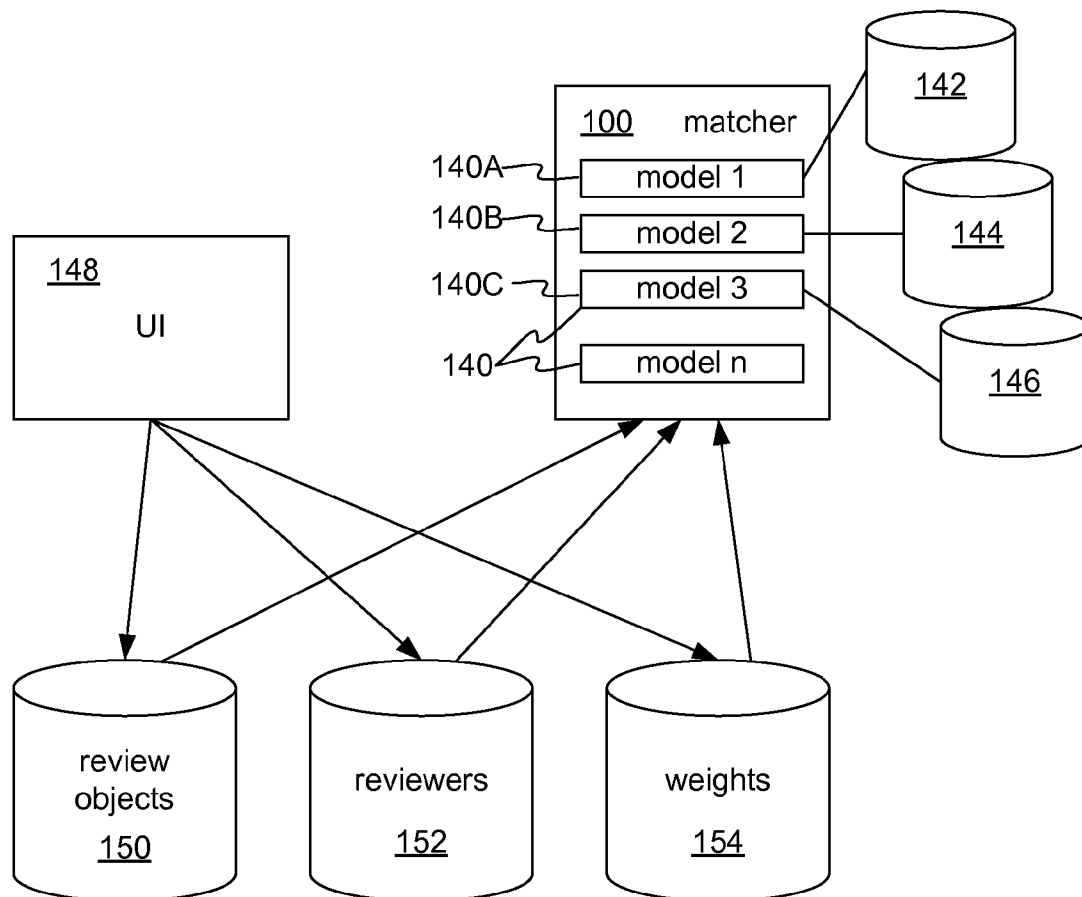 142
100 matcher
140A
model 1
140B
model 2
144
148
140C
model 3
UI
140
model n
146
review
objects
150
reviewers
152
weights
154